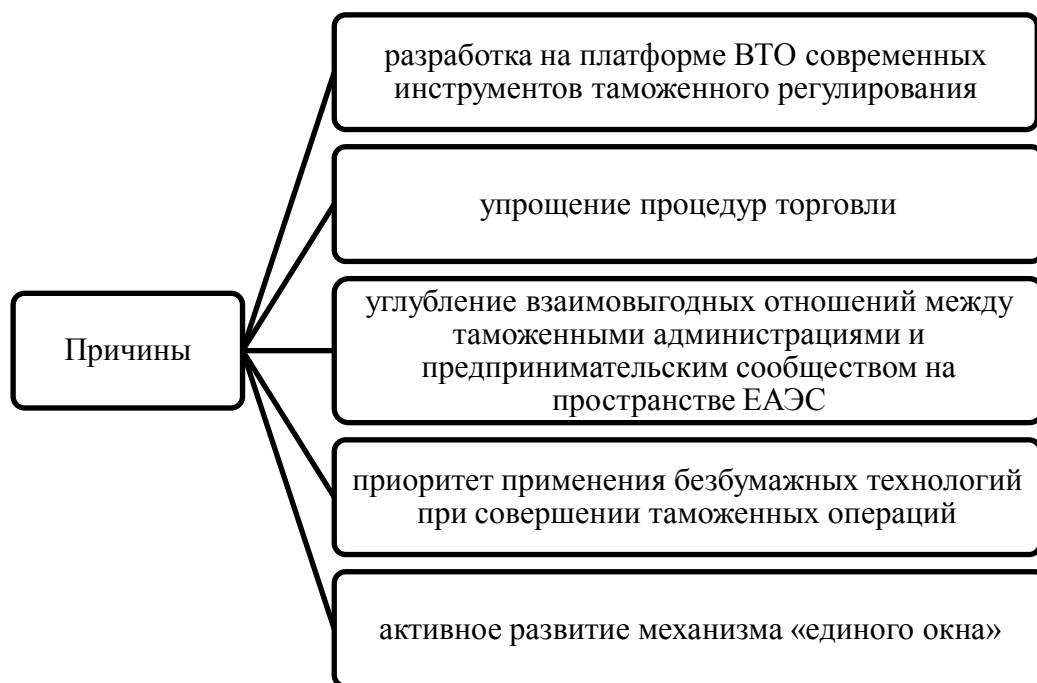 разработка на платформе ВТО современных
инструментов таможенного регулирования
упрощение процедур торговли
Причины
углубление взаимовыгодных отношений между
таможенными администрациями и
предпринимательским сообществом на
пространстве ЕАЭС
приоритет применения безбумажных технологий
при совершении таможенных операций
активное развитие механизма «единого окна»